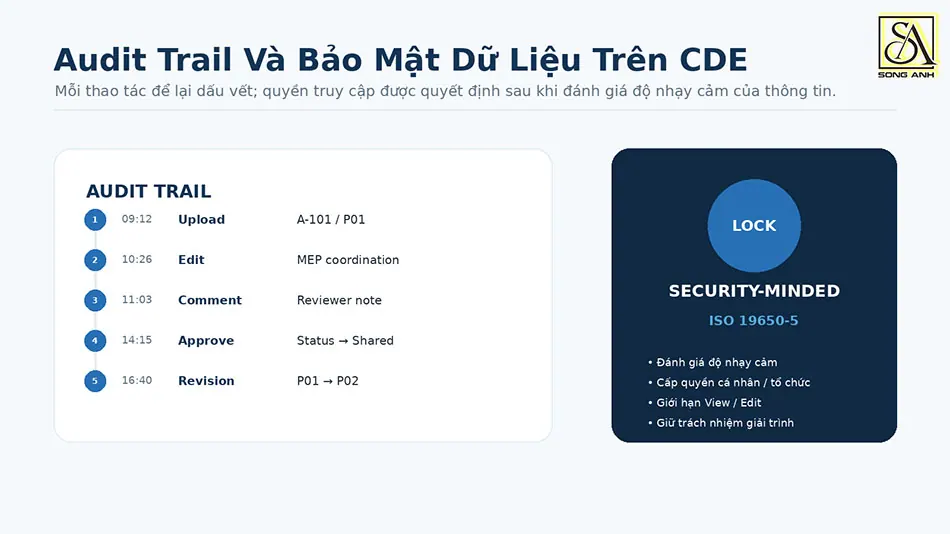 Audit Trail Và Bảo Mật Dữ Liệu Trên CDE
SA
SONG ANH
Mỗi thao tác để lại dấu vết; quyền truy cập được quyết định sau khi đánh giá độ nhạy cảm của thông tin.
AUDIT TRAIL
1 09:12 Upload A-101 / P01
2 10:26 Edit MEP coordination
3 11:03 Comment Reviewer note
4 14:15 Approve Status → Shared
5 16:40 Revision P01 → P02
LOCK
SECURITY-MINDED
ISO 19650-5
• Đánh giá độ nhạy cảm
• Cấp quyền cá nhân / tổ chức
• Giới hạn View / Edit
• Giữ trách nhiệm giải trình